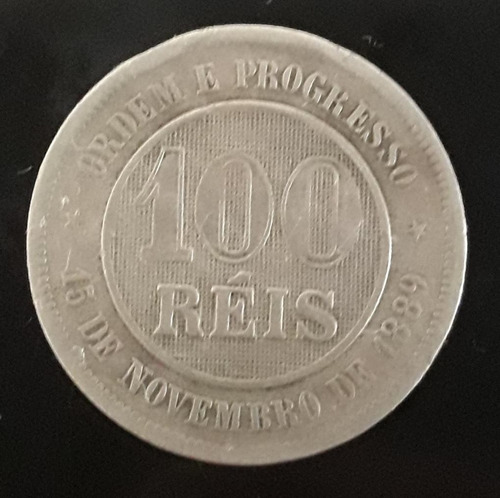 ORDEM E PROGRESSO
100
RÉIS
15 DE NOVEMBRO DE 1889